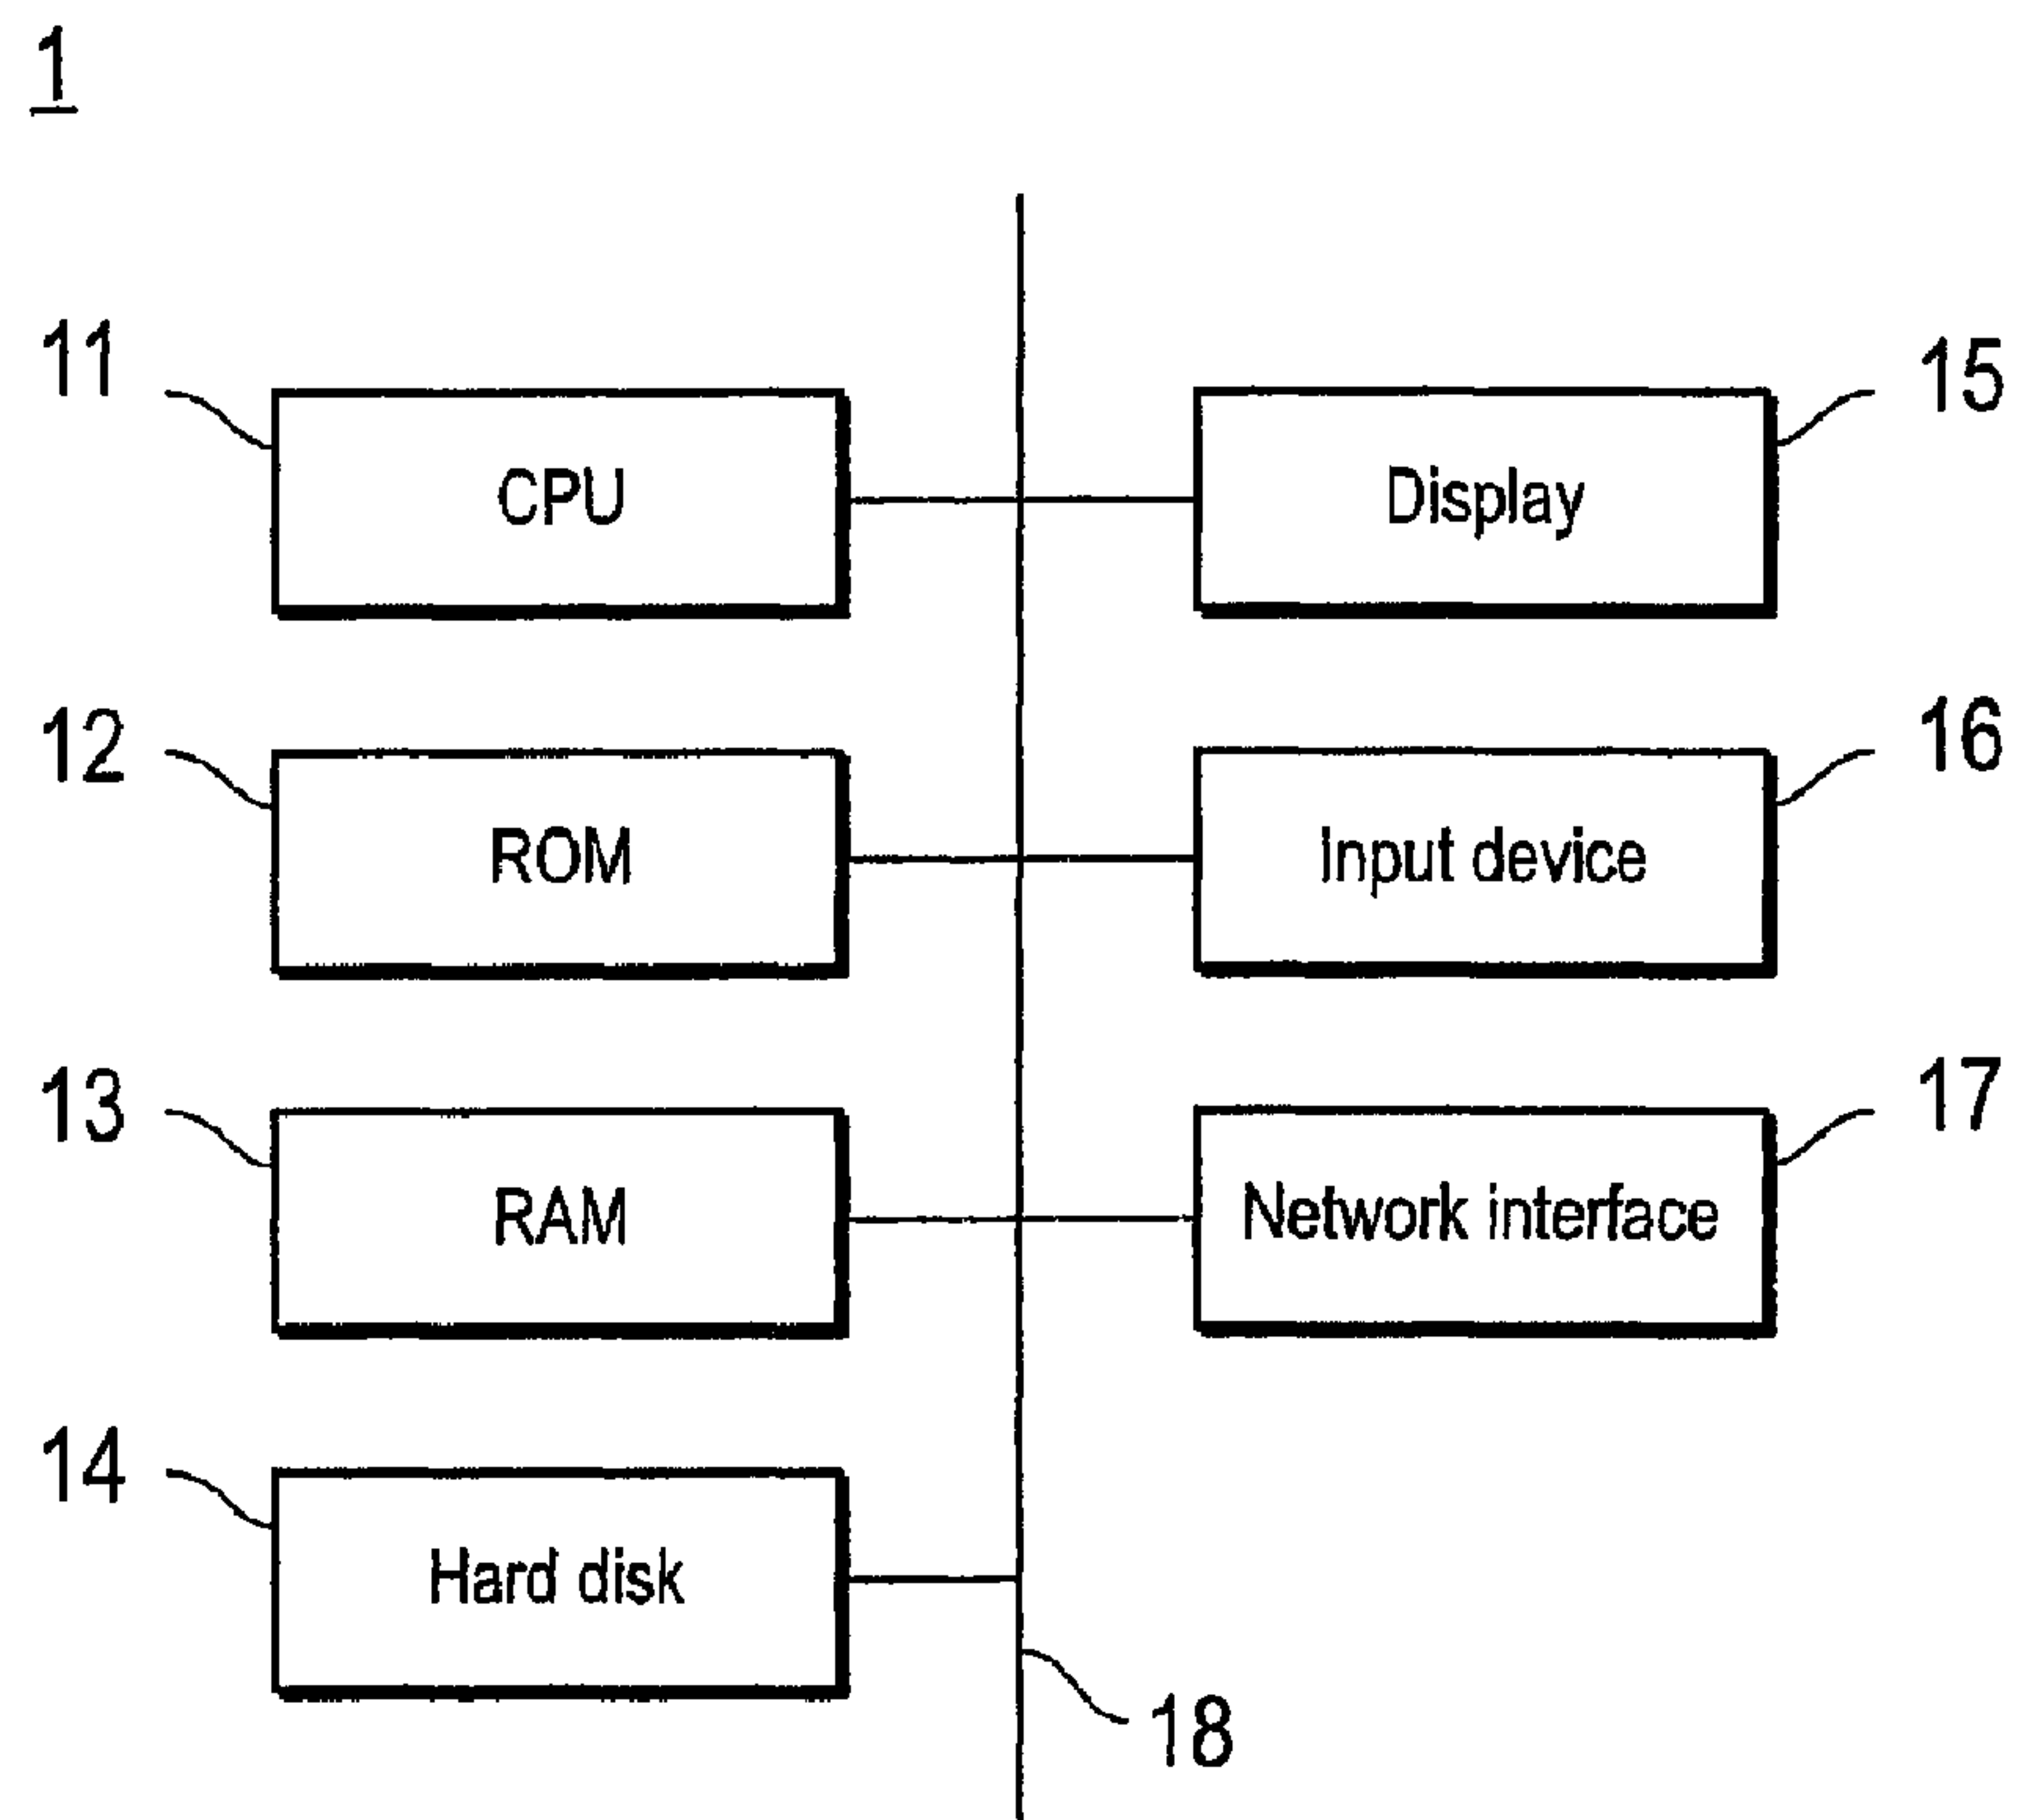 1
11
CPU
15
Display
12
ROM
16
Input device
13
RAM
17
Network interface
14
Hard disk
18